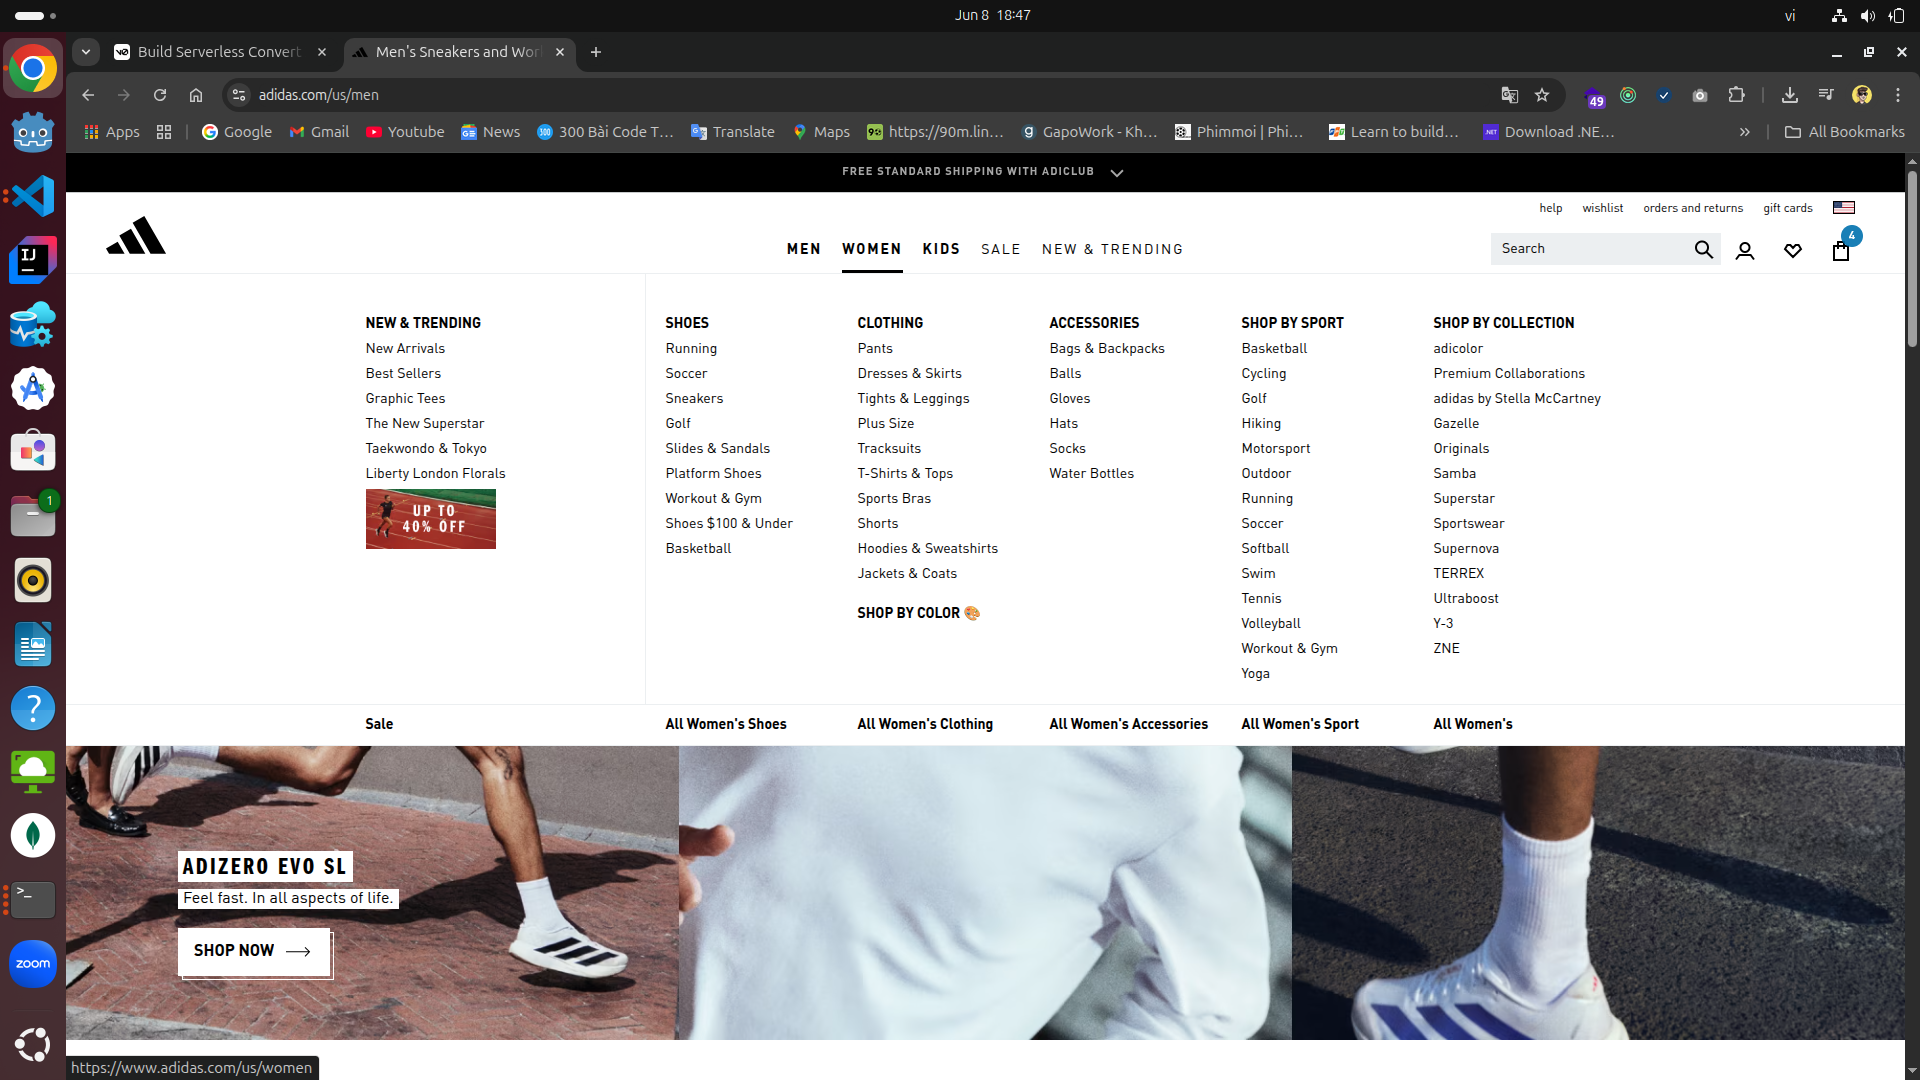 Jun 8 18:47
vi
Build Serverless Convert
Men's Sneakers and Wor
adidas.com/us/men
49
Apps
Google
Gmail
Youtube
News
300 Bài Code T...
Translate
Maps
https://90m.lin...
GapoWork - Kh...
Phimmoi | Phi...
Learn to build...
Download .NE...
All Bookmarks
FREE STANDARD SHIPPING WITH ADICLUB
help
wishlist
orders and returns
gift cards
MEN
WOMEN
KIDS
SALE
NEW & TRENDING
Search
4
NEW & TRENDING
New Arrivals
Best Sellers
Graphic Tees
The New Superstar
Taekwondo & Tokyo
Liberty London Florals
UP TO
40% OFF
SHOES
Running
Soccer
Sneakers
Golf
Slides & Sandals
Platform Shoes
Workout & Gym
Shoes $100 & Under
Basketball
CLOTHING
Pants
Dresses & Skirts
Tights & Leggings
Plus Size
Tracksuits
T-Shirts & Tops
Sports Bras
Shorts
Hoodies & Sweatshirts
Jackets & Coats
SHOP BY COLOR 🎨
ACCESSORIES
Bags & Backpacks
Balls
Gloves
Hats
Socks
Water Bottles
SHOP BY SPORT
Basketball
Cycling
Golf
Hiking
Motorsport
Outdoor
Running
Soccer
Softball
Swim
Tennis
Volleyball
Workout & Gym
Yoga
SHOP BY COLLECTION
adicolor
Premium Collaborations
adidas by Stella McCartney
Gazelle
Originals
Samba
Superstar
Sportswear
Supernova
TERREX
Ultraboost
Y-3
ZNE
Sale
All Women's Shoes
All Women's Clothing
All Women's Accessories
All Women's Sport
All Women's
ADIZERO EVO SL
Feel fast. In all aspects of life.
SHOP NOW
IJ
1
?
>_
zoom
https://www.adidas.com/us/women